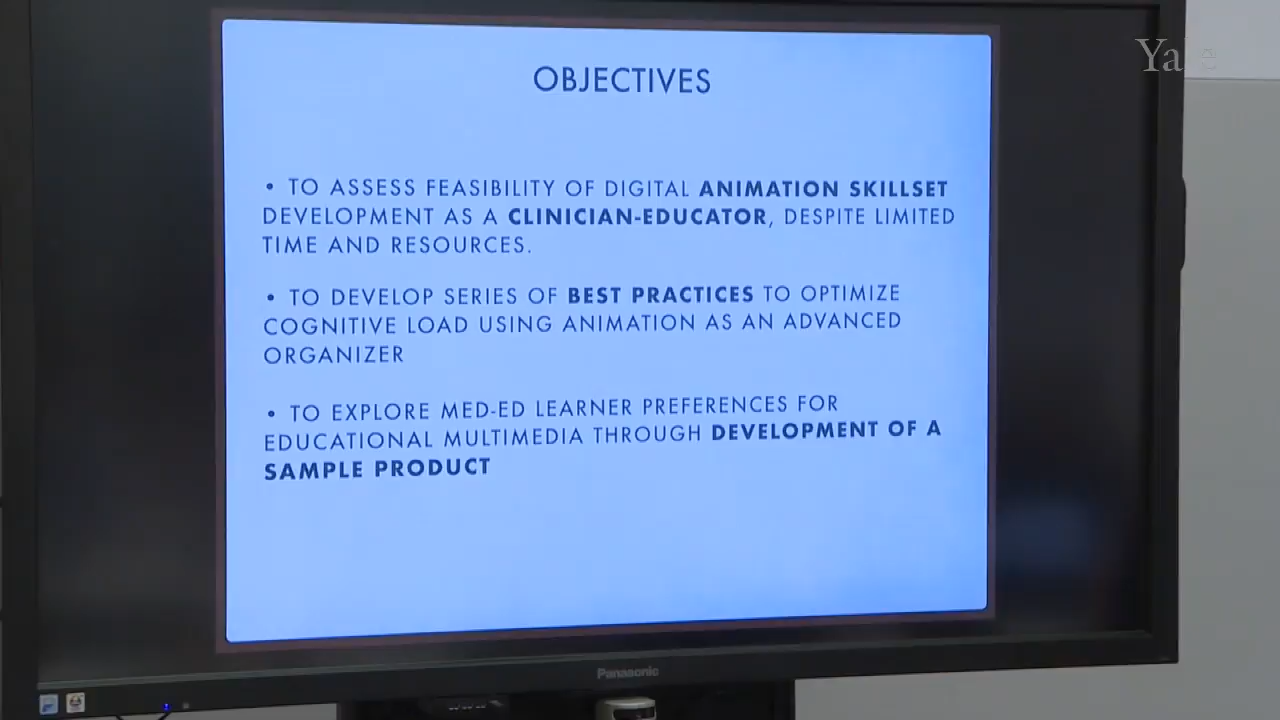 Yale
OBJECTIVES
• TO ASSESS FEASIBILITY OF DIGITAL ANIMATION SKILLSET
DEVELOPMENT AS A CLINICIAN-EDUCATOR, DESPITE LIMITED
TIME AND RESOURCES.
• TO DEVELOP SERIES OF BEST PRACTICES TO OPTIMIZE
COGNITIVE LOAD USING ANIMATION AS AN ADVANCED
ORGANIZER
• TO EXPLORE MED-ED LEARNER PREFERENCES FOR
EDUCATIONAL MULTIMEDIA THROUGH DEVELOPMENT OF A
SAMPLE PRODUCT
Panasonic